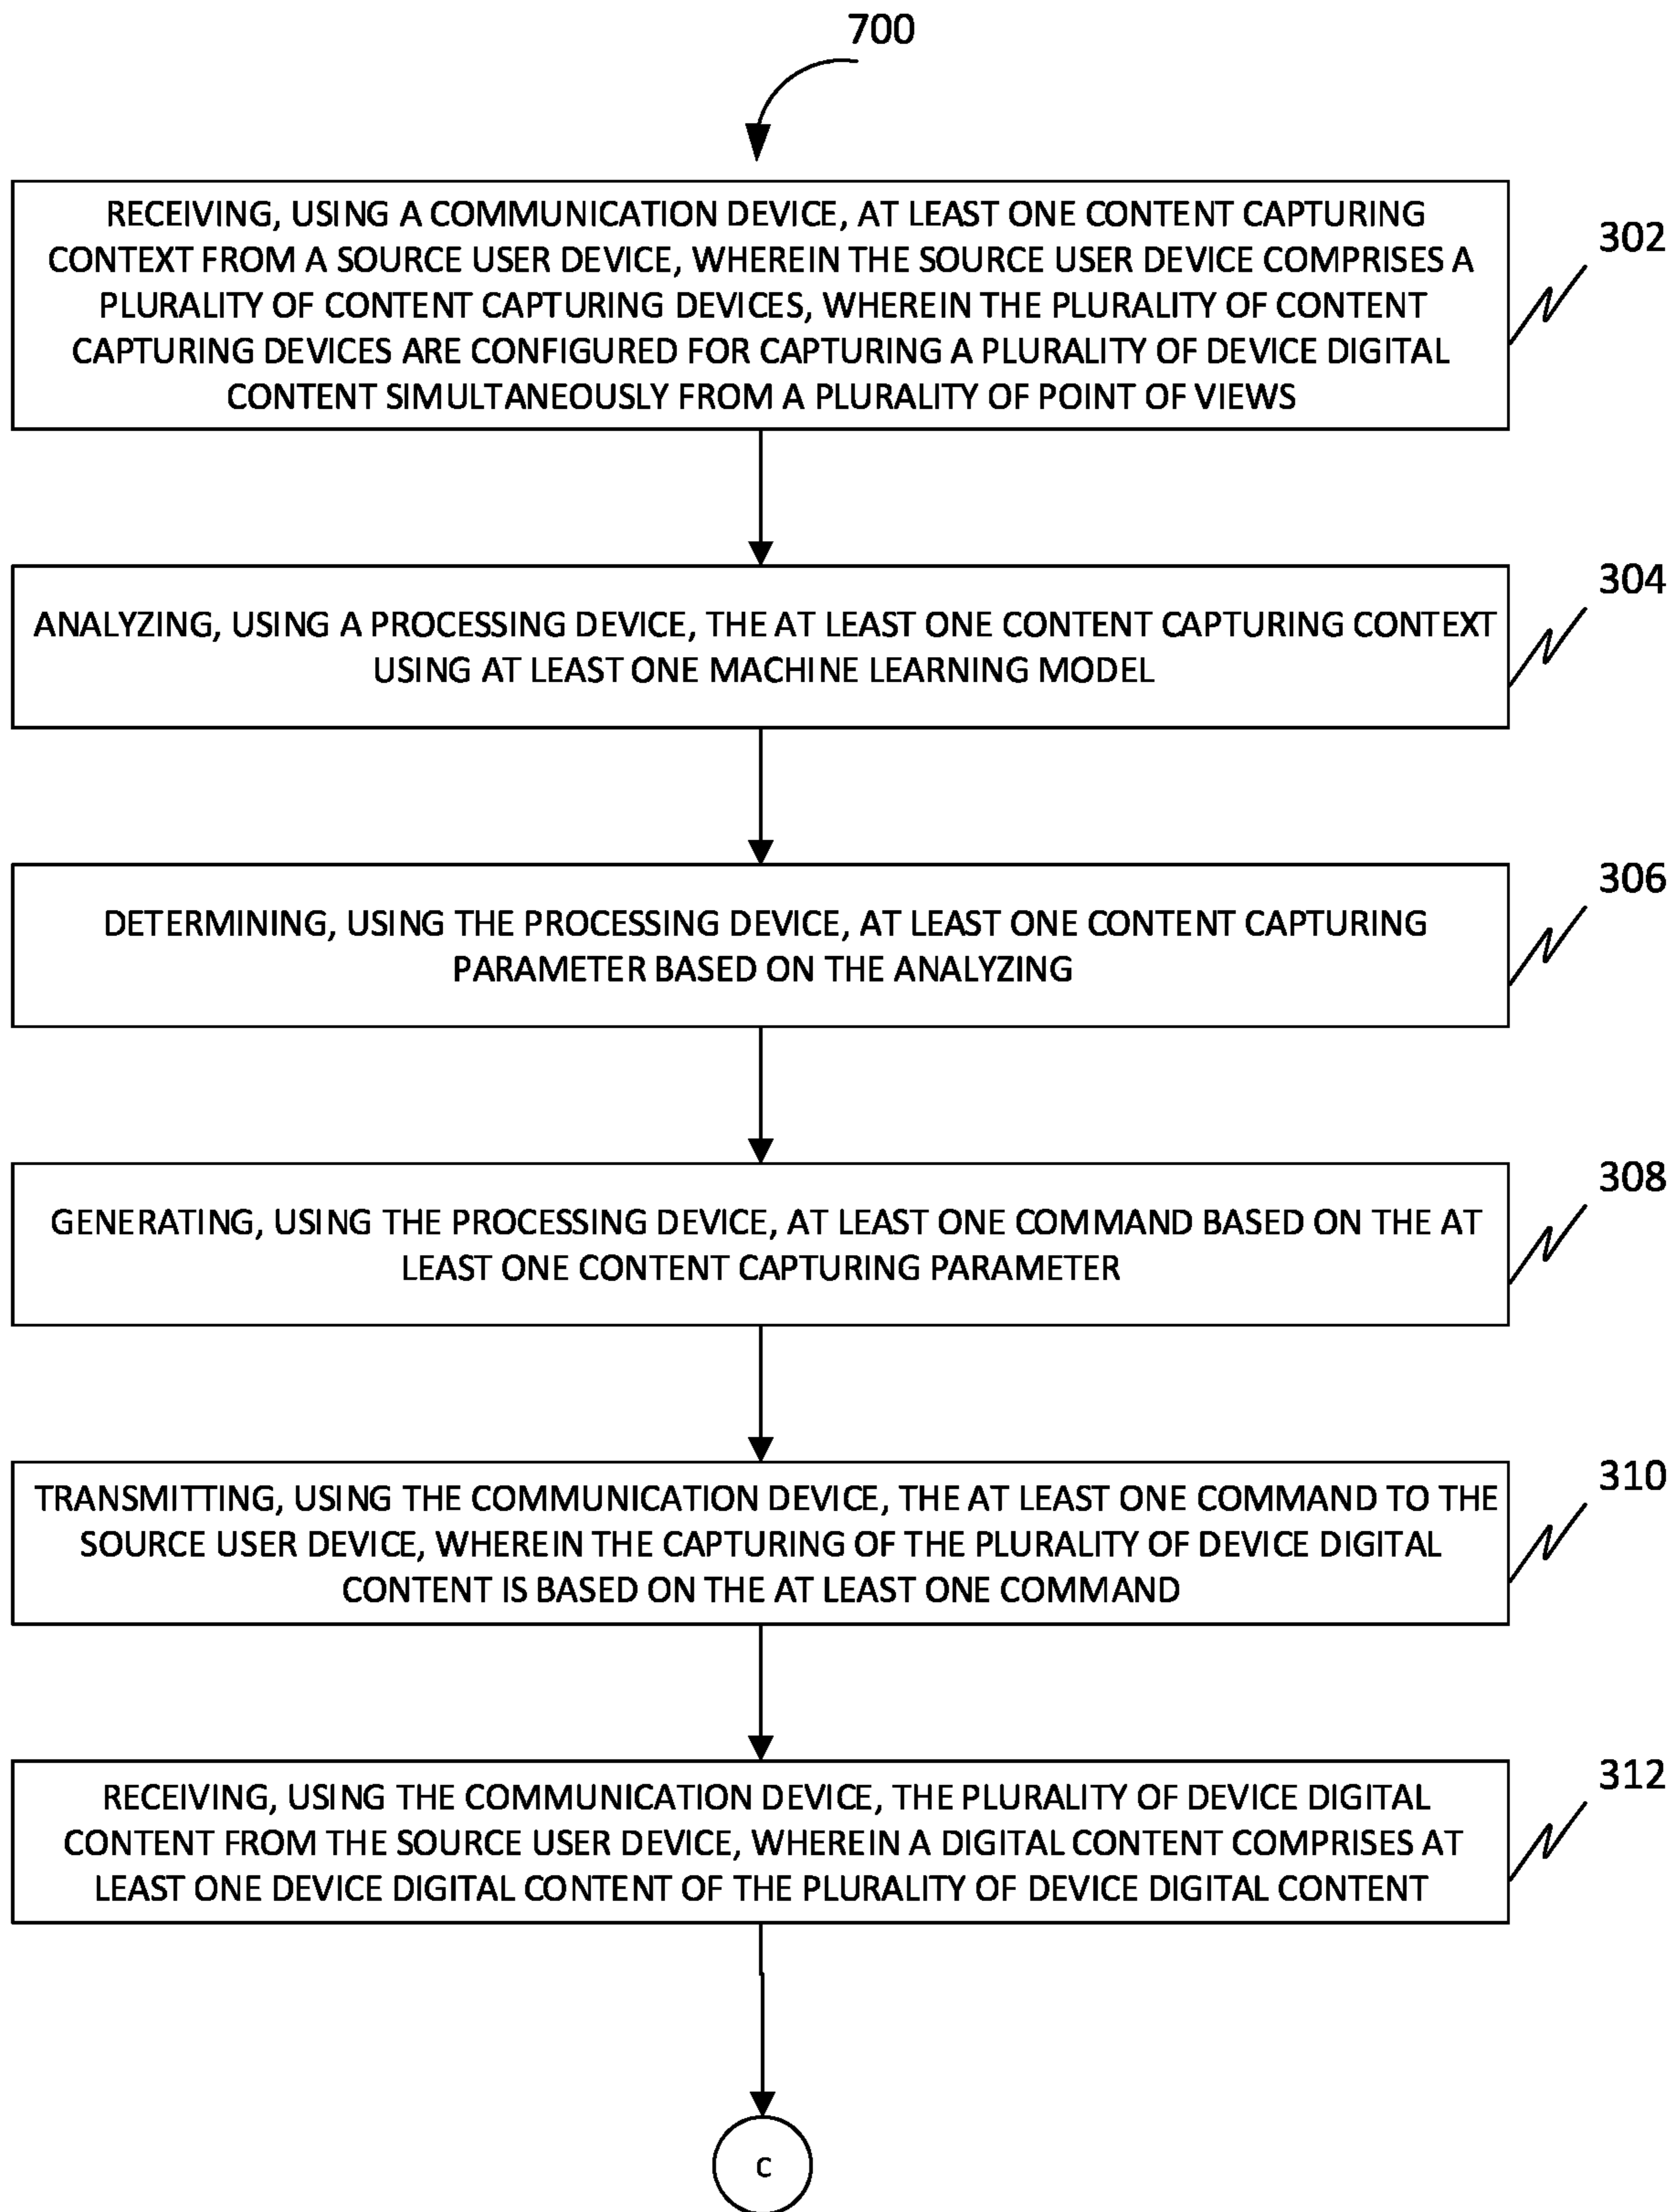 700
RECEIVING, USING A COMMUNICATION DEVICE, AT LEAST ONE CONTENT CAPTURING
CONTEXT FROM A SOURCE USER DEVICE, WHEREIN THE SOURCE USER DEVICE COMPRISES A
PLURALITY OF CONTENT CAPTURING DEVICES, WHEREIN THE PLURALITY OF CONTENT
CAPTURING DEVICES ARE CONFIGURED FOR CAPTURING A PLURALITY OF DEVICE DIGITAL
CONTENT SIMULTANEOUSLY FROM A PLURALITY OF POINT OF VIEWS
302
ANALYZING, USING A PROCESSING DEVICE, THE AT LEAST ONE CONTENT CAPTURING CONTEXT
USING AT LEAST ONE MACHINE LEARNING MODEL
304
DETERMINING, USING THE PROCESSING DEVICE, AT LEAST ONE CONTENT CAPTURING
PARAMETER BASED ON THE ANALYZING
306
GENERATING, USING THE PROCESSING DEVICE, AT LEAST ONE COMMAND BASED ON THE AT
LEAST ONE CONTENT CAPTURING PARAMETER
308
TRANSMITTING, USING THE COMMUNICATION DEVICE, THE AT LEAST ONE COMMAND TO THE
SOURCE USER DEVICE, WHEREIN THE CAPTURING OF THE PLURALITY OF DEVICE DIGITAL
CONTENT IS BASED ON THE AT LEAST ONE COMMAND
310
RECEIVING, USING THE COMMUNICATION DEVICE, THE PLURALITY OF DEVICE DIGITAL
CONTENT FROM THE SOURCE USER DEVICE, WHEREIN A DIGITAL CONTENT COMPRISES AT
LEAST ONE DEVICE DIGITAL CONTENT OF THE PLURALITY OF DEVICE DIGITAL CONTENT
312
C